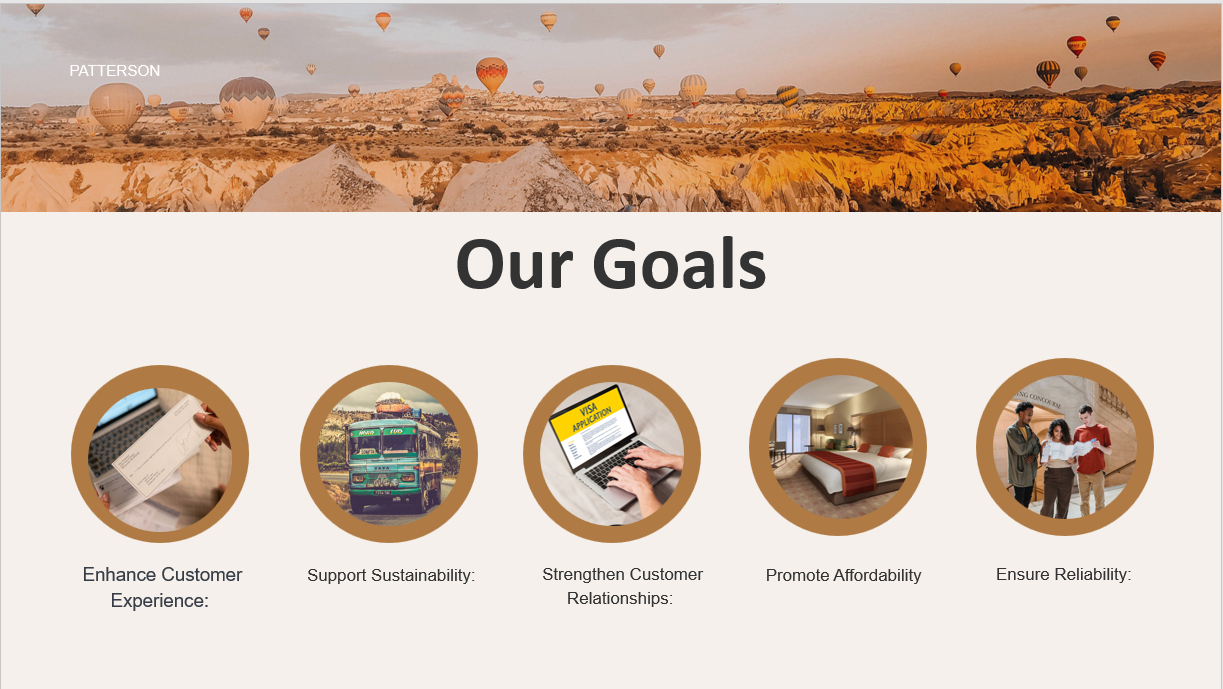 PATTERSON
Our Goals
VISA
APPLICATION
Enhance Customer
Experience:
Support Sustainability:
Strengthen Customer
Relationships:
Promote Affordability
Ensure Reliability: